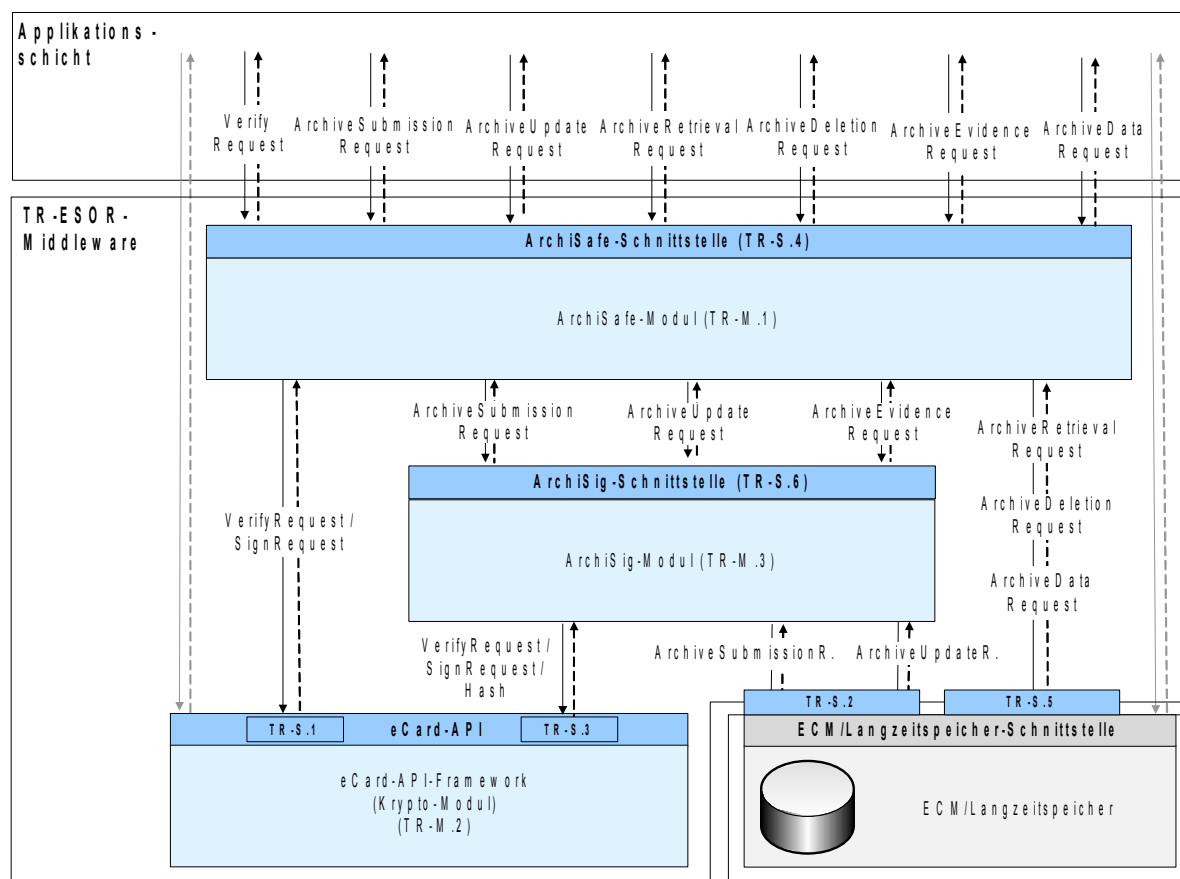 Applikations-
schicht
Verify
Request
ArchiveSubmission
Request
ArchiveUpdate
Request
ArchiveRetrieval
Request
ArchiveDeletion
Request
ArchiveEvidence
Request
ArchiveData
Request
TR-ESOR-
Middleware
ArchiSafe-Schnittstelle (TR-S.4)
ArchiSafe-Modul (TR-M.1)
ArchiveSubmission
Request
ArchiveUpdate
Request
ArchiveEvidence
Request
ArchiveRetrieval
Request
ArchiSig-Schnittstelle (TR-S.6)
ArchiveDeletion
Request
VerifyRequest/
SignRequest
ArchiSig-Modul (TR-M.3)
ArchiveData
Request
VerifyRequest/
SignRequest/
Hash
ArchiveSubmissionR.
ArchiveUpdateR.
TR-S.2
TR-S.5
TR-S.1
eCard-API
TR-S.3
ECM/Langzeitspeicher-Schnittstelle
eCard-API-Framework
(Krypto-Modul)
(TR-M.2)
ECM/Langzeitspeicher